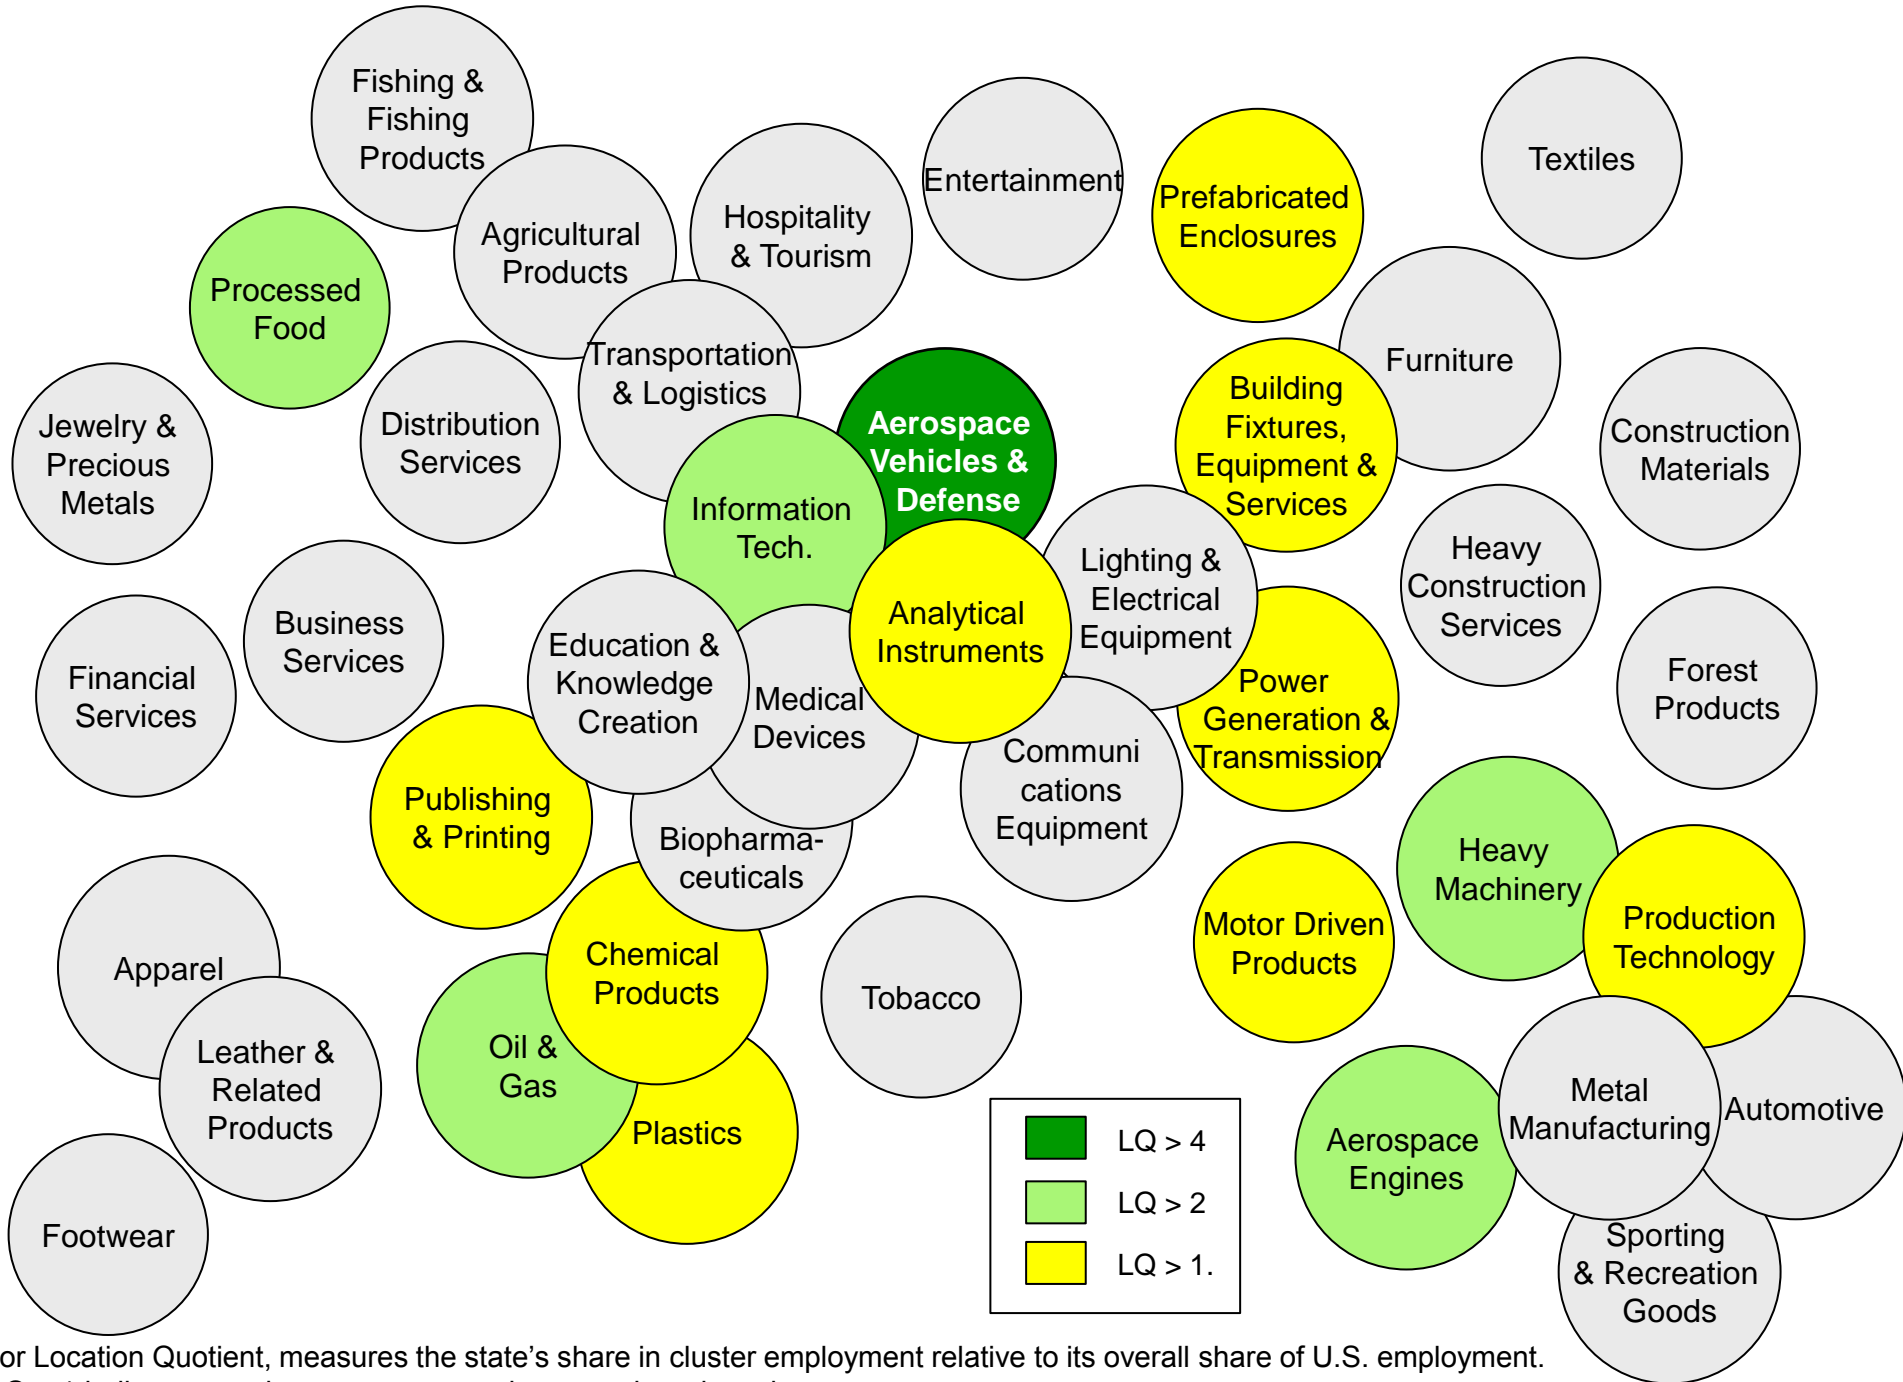 Fishing &
Fishing
Products
Textiles
Entertainment
Prefabricated
Enclosures
Hospitality
& Tourism
Agricultural
Products
Processed
Food
Transportation
& Logistics
Furniture
Building
Fixtures,
Equipment &
Services
Aerospace
Vehicles &
Defense
Distribution
Services
Jewelry &
Precious
Metals
Construction
Materials
Information
Tech.
Lighting &
Electrical
Equipment
Heavy
Construction
Services
Analytical
Instruments
Business
Services
Education &
Knowledge
Creation
Financial
Services
Medical
Devices
Power
Generation &
Transmission
Forest
Products
Communi
cations
Equipment
Publishing
& Printing
Biopharma-
ceuticals
Heavy
Machinery
Production
Technology
Motor Driven
Products
Chemical
Products
Apparel
Tobacco
Oil &
Gas
Leather &
Related
Products
Plastics
Metal
Manufacturing
Automotive
Aerospace
Engines
Footwear
Sporting
& Recreation
Goods
LQ > 4
LQ > 2
LQ > 1.
or Location Quotient, measures the state’s share in cluster employment relative to its overall share of U.S. employment.